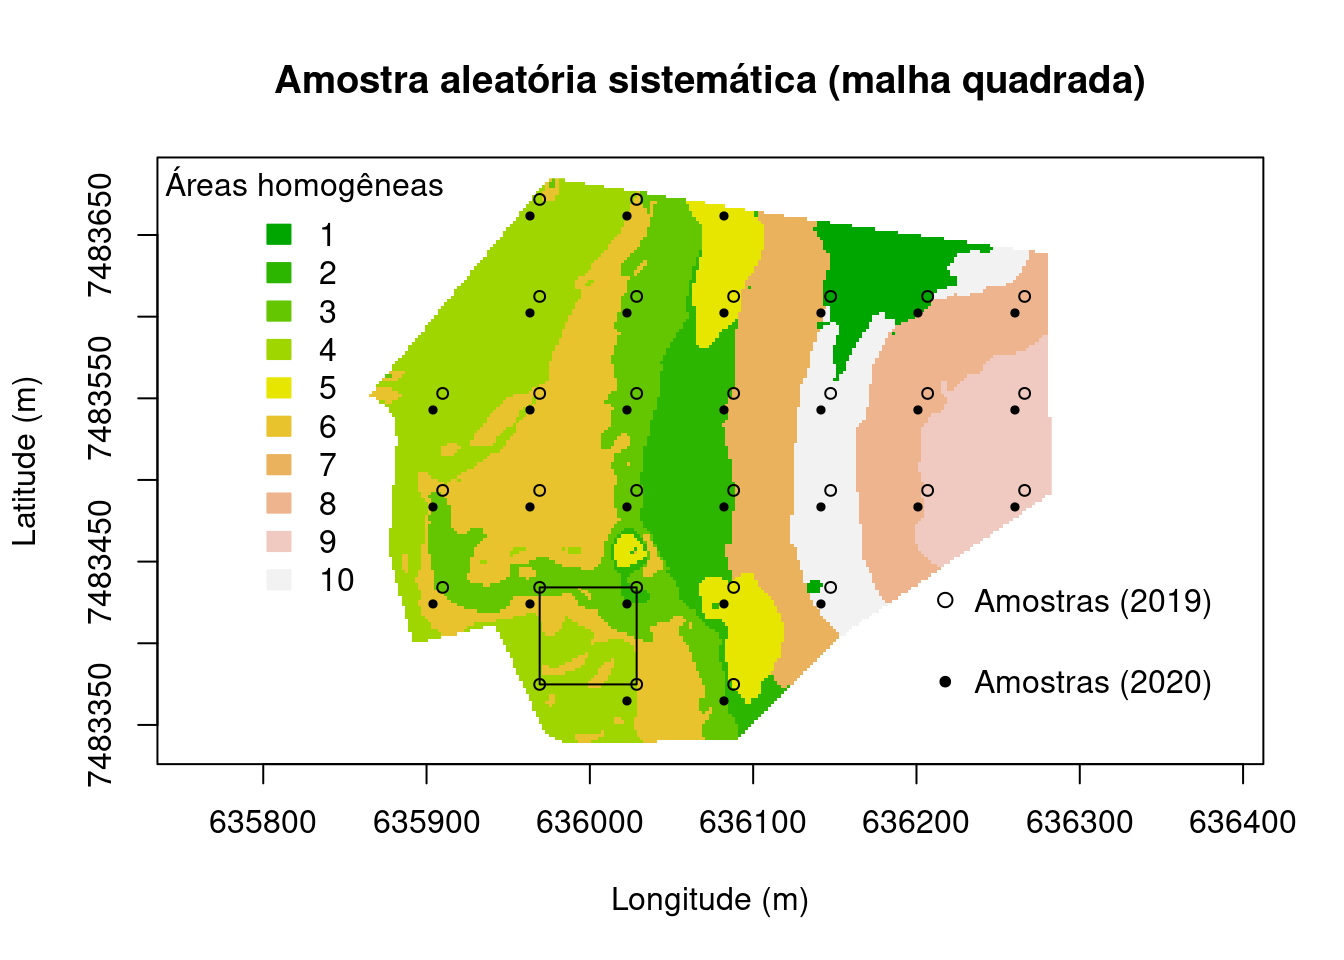 Amostra aleatória sistemática (malha quadrada)
Áreas homogêneas
1
2
3
4
5
6
7
8
9
10
Amostras (2019)
Amostras (2020)
Latitude (m)
7483650
7483550
7483450
7483350
635800 635900 636000 636100 636200 636300 636400
Longitude (m)